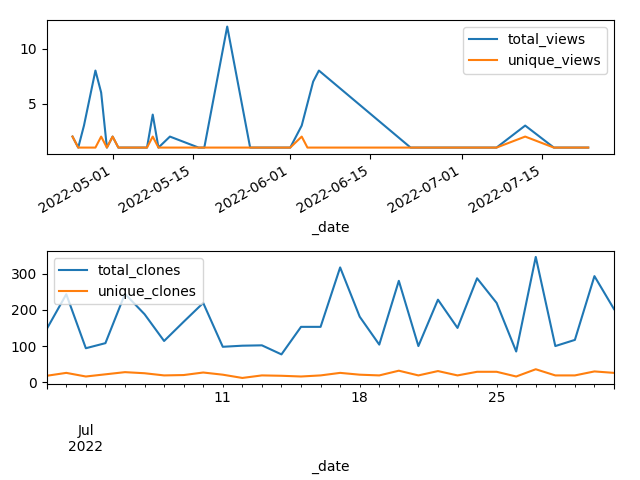 10
5
total_views
unique_views
2022-05-01
2022-05-15
2022-06-01
2022-06-15
2022-07-01
2022-07-15
_date
300
200
100
0
total_clones
unique_clones
11
18
25
Jul
2022
_date